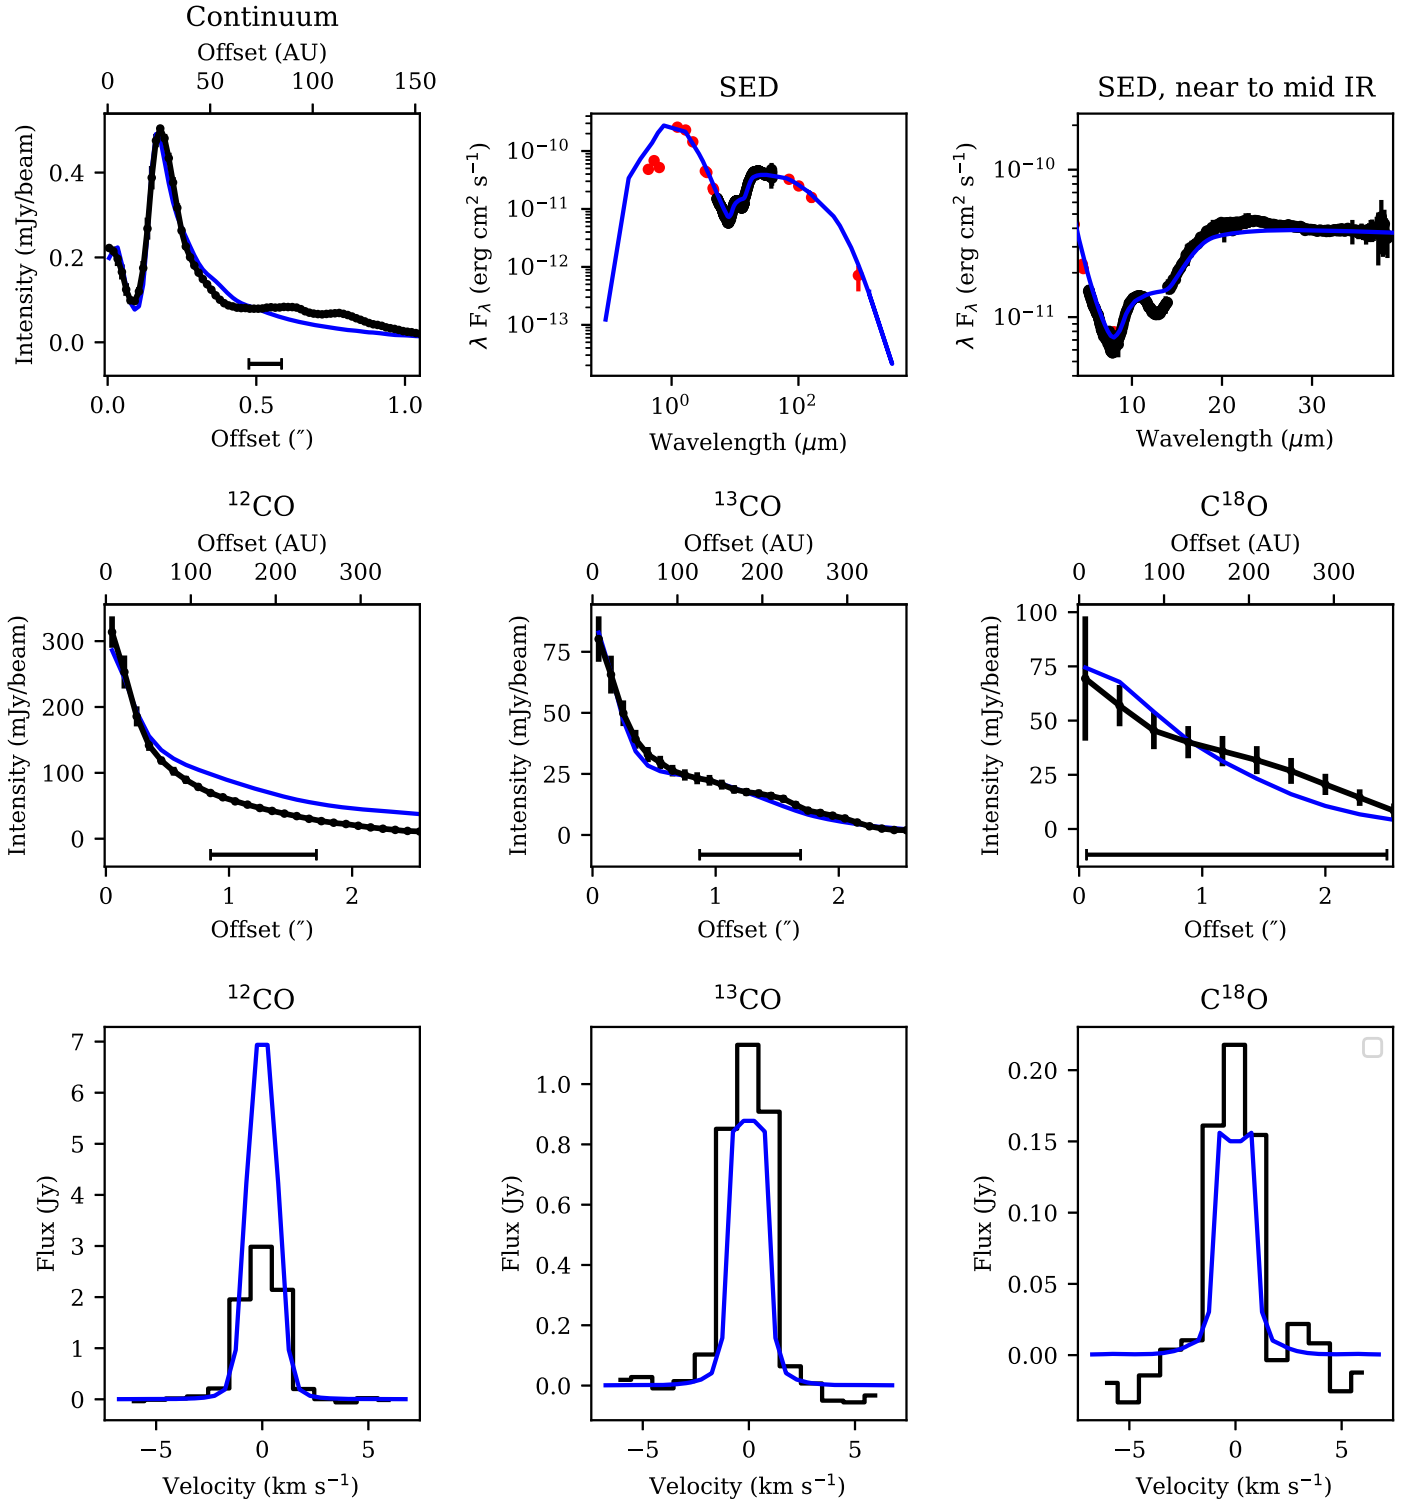 Continuum
Offset (AU)
0 50 100 150
Intensity (mJy/beam)
0.4
0.2
0.0
0.0 0.5 1.0
Offset (″)
SED
λ F_λ (erg cm² s⁻¹)
10⁻¹⁰
10⁻¹¹
10⁻¹²
10⁻¹³
10⁰ 10²
Wavelength (μm)
SED, near to mid IR
λ F_λ (erg cm² s⁻¹)
10⁻¹⁰
10⁻¹¹
10 20 30
Wavelength (μm)
¹²CO
Offset (AU)
0 100 200 300
Intensity (mJy/beam)
300
200
100
0
0 1 2
Offset (″)
¹³CO
Offset (AU)
0 100 200 300
Intensity (mJy/beam)
75
50
25
0
0 1 2
Offset (″)
C¹⁸O
Offset (AU)
0 100 200 300
Intensity (mJy/beam)
100
75
50
25
0
0 1 2
Offset (″)
¹²CO
Flux (Jy)
7
6
5
4
3
2
1
0
−5 0 5
Velocity (km s⁻¹)
¹³CO
Flux (Jy)
1.0
0.8
0.6
0.4
0.2
0.0
−5 0 5
Velocity (km s⁻¹)
C¹⁸O
Flux (Jy)
0.20
0.15
0.10
0.05
0.00
−5 0 5
Velocity (km s⁻¹)